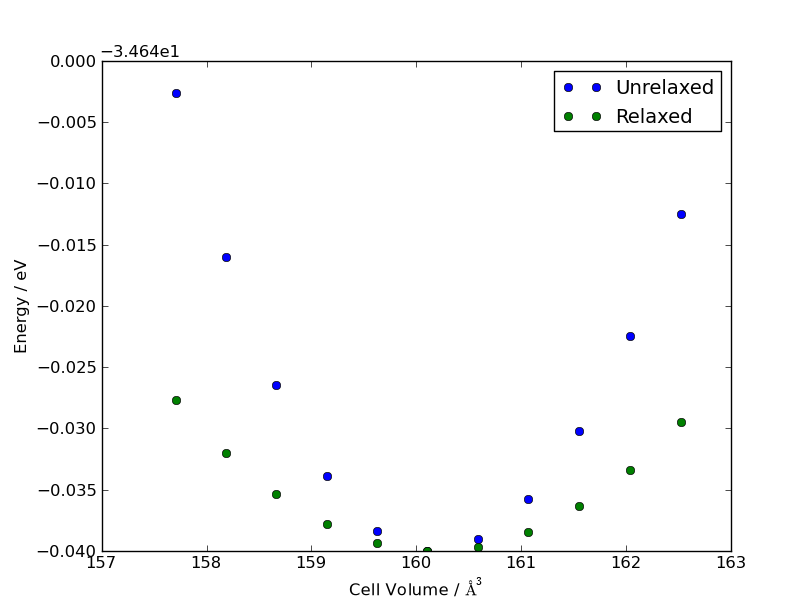 −3.464e1
0.000
−0.005
−0.010
−0.015
−0.020
−0.025
−0.030
−0.035
−0.040
Energy / eV
Unrelaxed
Relaxed
157 158 159 160 161 162 163
Cell Volume / Å³